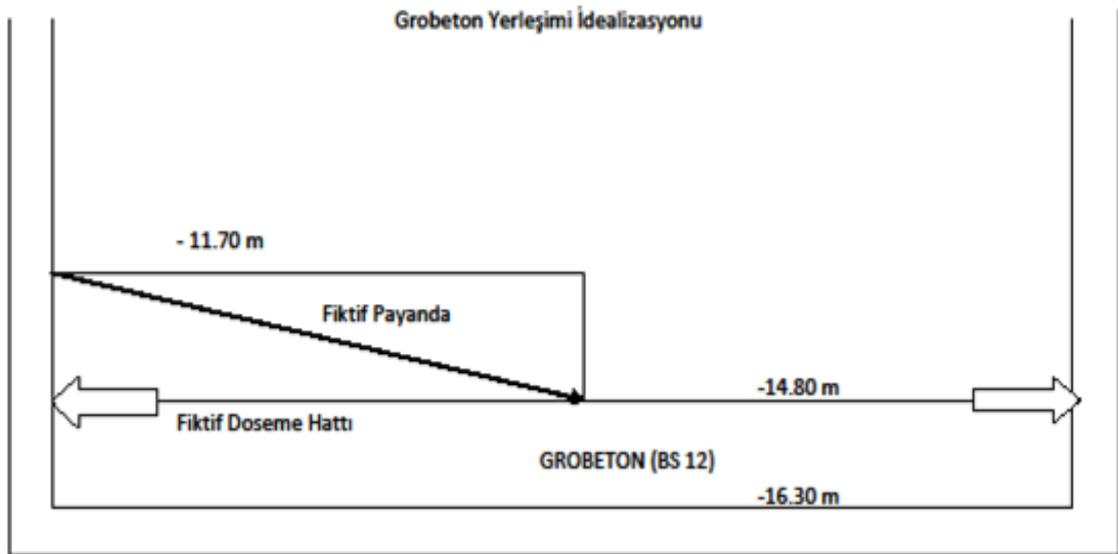 Grobeton Yerleşimi İdealizasyonu
- 11.70 m
Fiktif Payanda
-14.80 m
Fiktif Doseme Hattı
GROBETON (BS 12)
-16.30 m